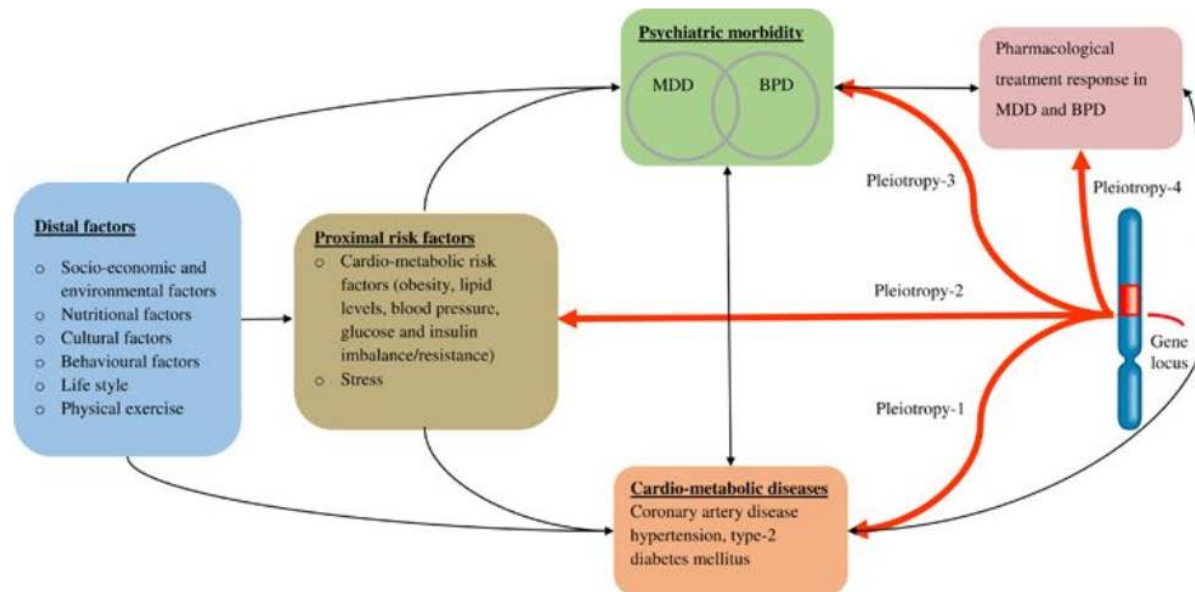 Psychiatric morbidity
MDD
BPD
Pharmacological
treatment response in
MDD and BPD
Pleiotropy-3
Pleiotropy-4
Distal factors
o Socio-economic and
environmental factors
o Nutritional factors
o Cultural factors
o Behavioural factors
o Life style
o Physical exercise
Proximal risk factors
o Cardio-metabolic risk
factors (obesity, lipid
levels, blood pressure,
glucose and insulin
imbalance/resistance)
o Stress
Pleiotropy-2
Gene
locus
Pleiotropy-1
Cardio-metabolic diseases
Coronary artery disease
hypertension, type-2
diabetes mellitus